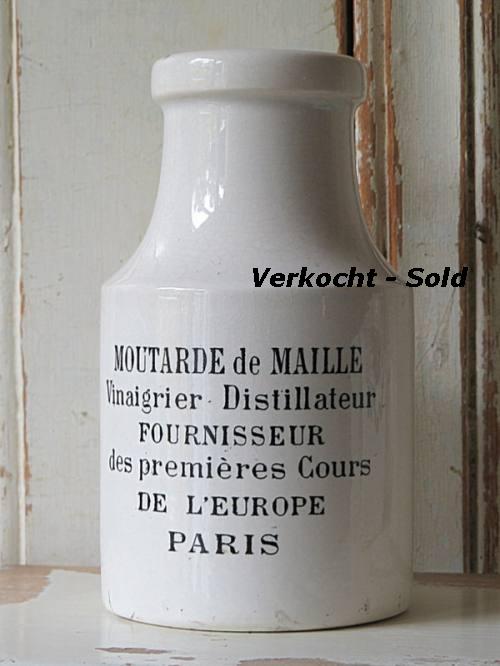 Verkocht - Sold
MOUTARDE de MAILLE
Vinaigrier - Distillateur
FOURNISSEUR
des premières Cours
DE L'EUROPE
PARIS